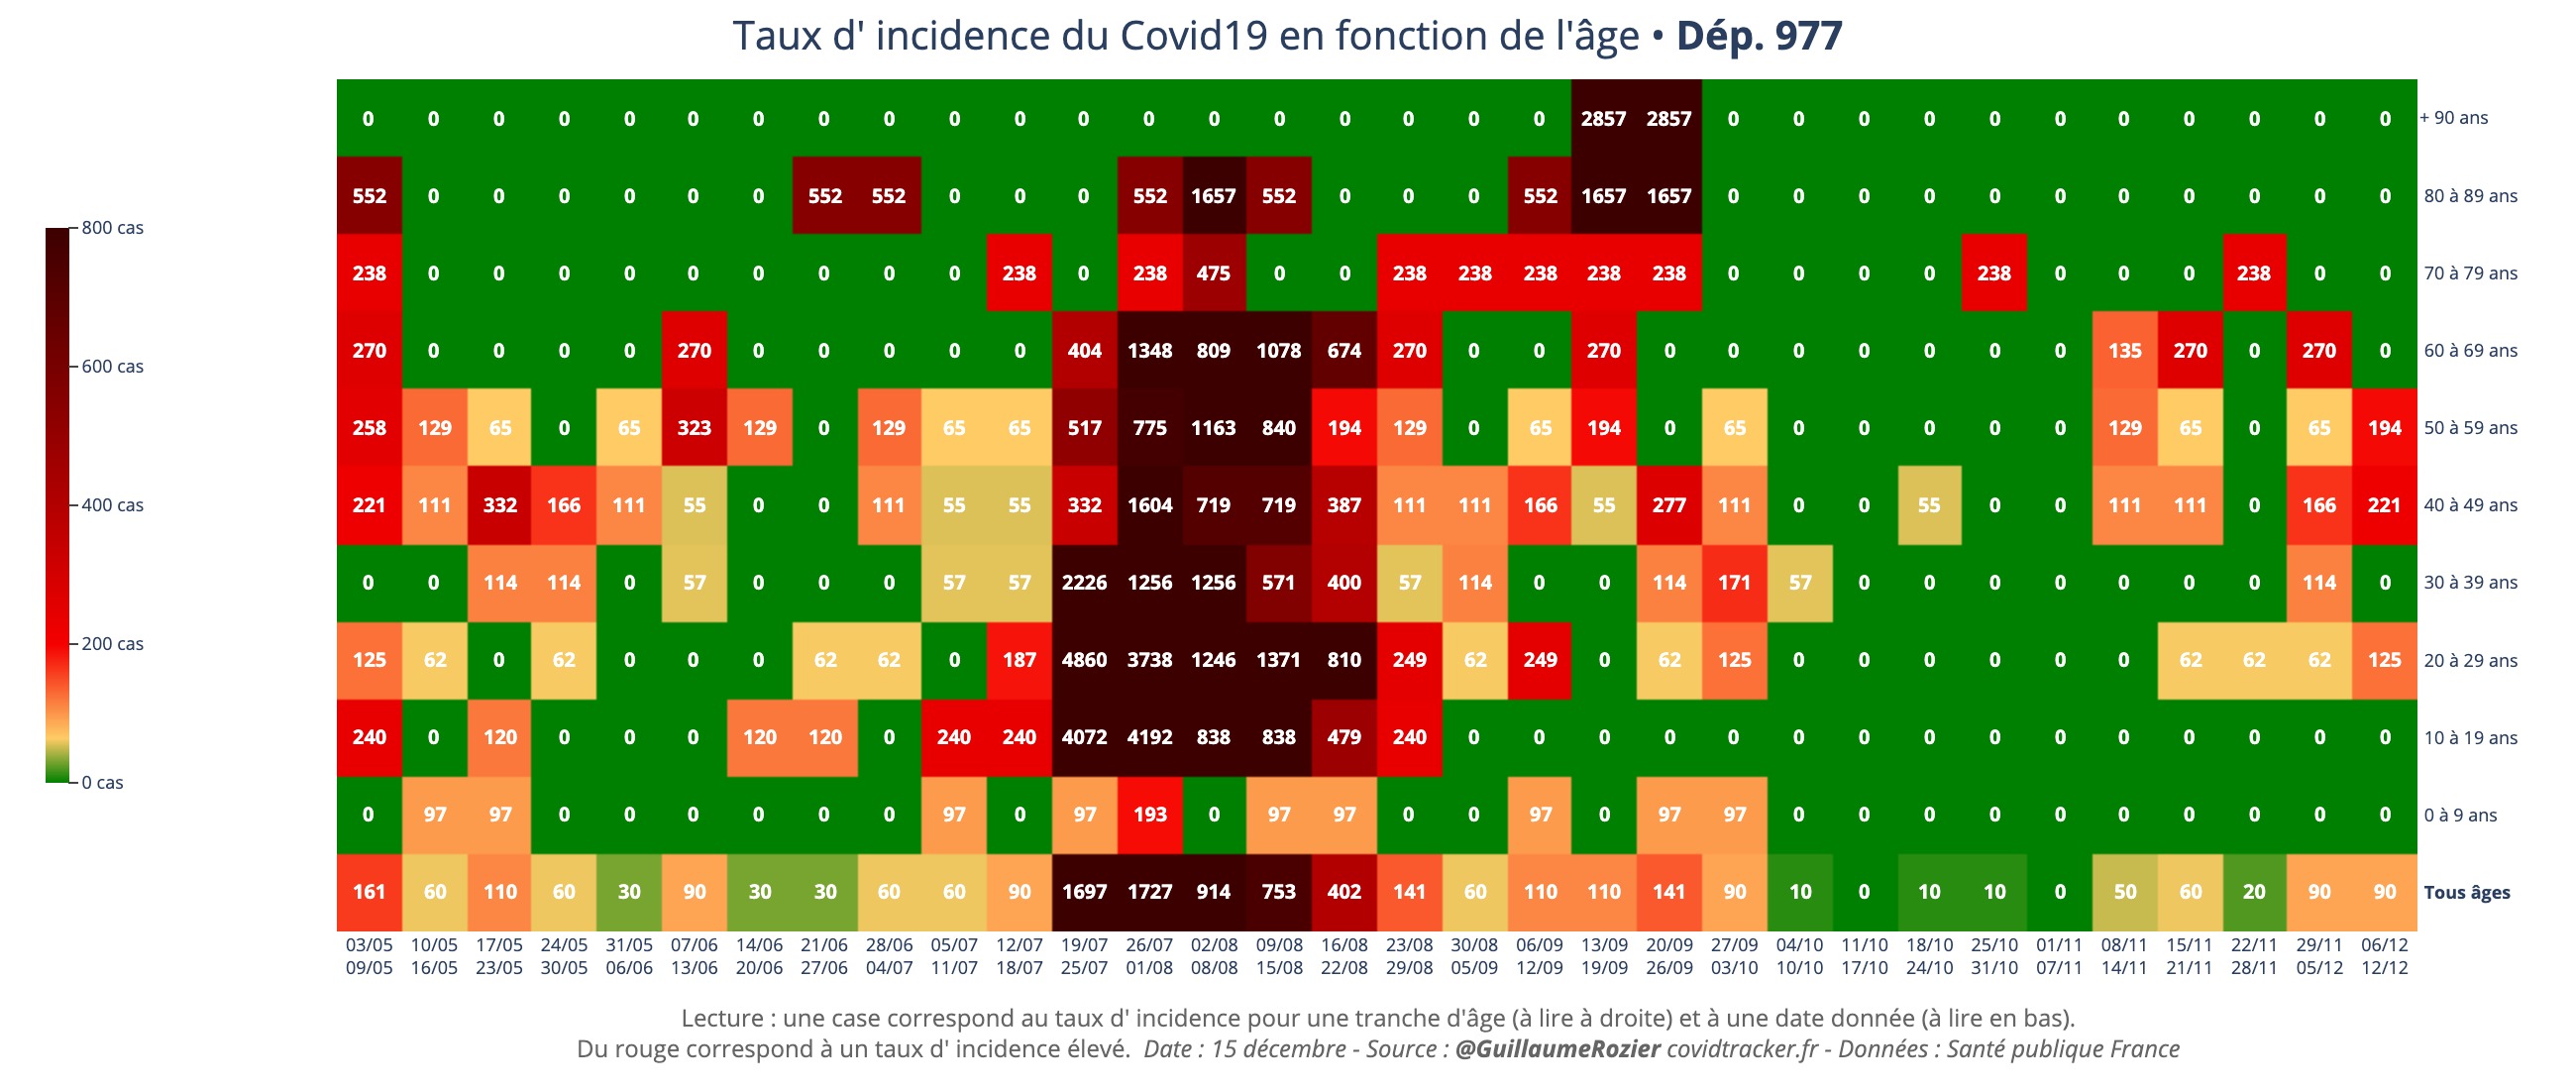 Taux d' incidence du Covid19 en fonction de l'âge • Dép. 977
0 0 0 0 0 0 0 0 0 0 0 0 0 0 0 0 0 0 0 2857 2857 0 0 0 0 0 0 0 0 0 0 0 + 90 ans
552 0 0 0 0 0 0 552 552 0 0 0 552 1657 552 0 0 0 552 1657 1657 0 0 0 0 0 0 0 0 0 0 0 80 à 89 ans
800 cas
238 0 0 0 0 0 0 0 0 0 238 0 238 475 0 0 238 238 238 238 238 0 0 0 0 238 0 0 0 238 0 0 70 à 79 ans
270 0 0 0 0 270 0 0 0 0 0 404 1348 809 1078 674 270 0 0 270 0 0 0 0 0 0 0 135 270 0 270 0 60 à 69 ans
600 cas
258 129 65 0 65 323 129 0 129 65 65 517 775 1163 840 194 129 0 65 194 0 65 0 0 0 0 0 129 65 0 65 194 50 à 59 ans
400 cas
221 111 332 166 111 55 0 0 111 55 55 332 1604 719 719 387 111 111 166 55 277 111 0 0 55 0 0 111 111 0 166 221 40 à 49 ans
0 0 114 114 0 57 0 0 0 57 57 2226 1256 1256 571 400 57 114 0 0 114 171 57 0 0 0 0 0 0 0 114 0 30 à 39 ans
200 cas
125 62 0 62 0 0 0 62 62 0 187 4860 3738 1246 1371 810 249 62 249 0 62 125 0 0 0 0 0 0 62 62 62 125 20 à 29 ans
240 0 120 0 0 0 120 120 0 240 240 4072 4192 838 838 479 240 0 0 0 0 0 0 0 0 0 0 0 0 0 0 0 10 à 19 ans
0 cas
0 97 97 0 0 0 0 0 0 97 0 97 193 0 97 97 0 0 97 0 97 97 0 0 0 0 0 0 0 0 0 0 0 à 9 ans
161 60 110 60 30 90 30 30 60 60 90 1697 1727 914 753 402 141 60 110 110 141 90 10 0 10 10 0 50 60 20 90 90 Tous âges
03/05 10/05 17/05 24/05 31/05 07/06 14/06 21/06 28/06 05/07 12/07 19/07 26/07 02/08 09/08 16/08 23/08 30/08 06/09 13/09 20/09 27/09 04/10 11/10 18/10 25/10 01/11 08/11 15/11 22/11 29/11 06/12
09/05 16/05 23/05 30/05 06/06 13/06 20/06 27/06 04/07 11/07 18/07 25/07 01/08 08/08 15/08 22/08 29/08 05/09 12/09 19/09 26/09 03/10 10/10 17/10 24/10 31/10 07/11 14/11 21/11 28/11 05/12 12/12
Lecture : une case correspond au taux d' incidence pour une tranche d'âge (à lire à droite) et à une date donnée (à lire en bas).
Du rouge correspond à un taux d' incidence élevé. Date : 15 décembre - Source : @GuillaumeRozier covidtracker.fr - Données : Santé publique France